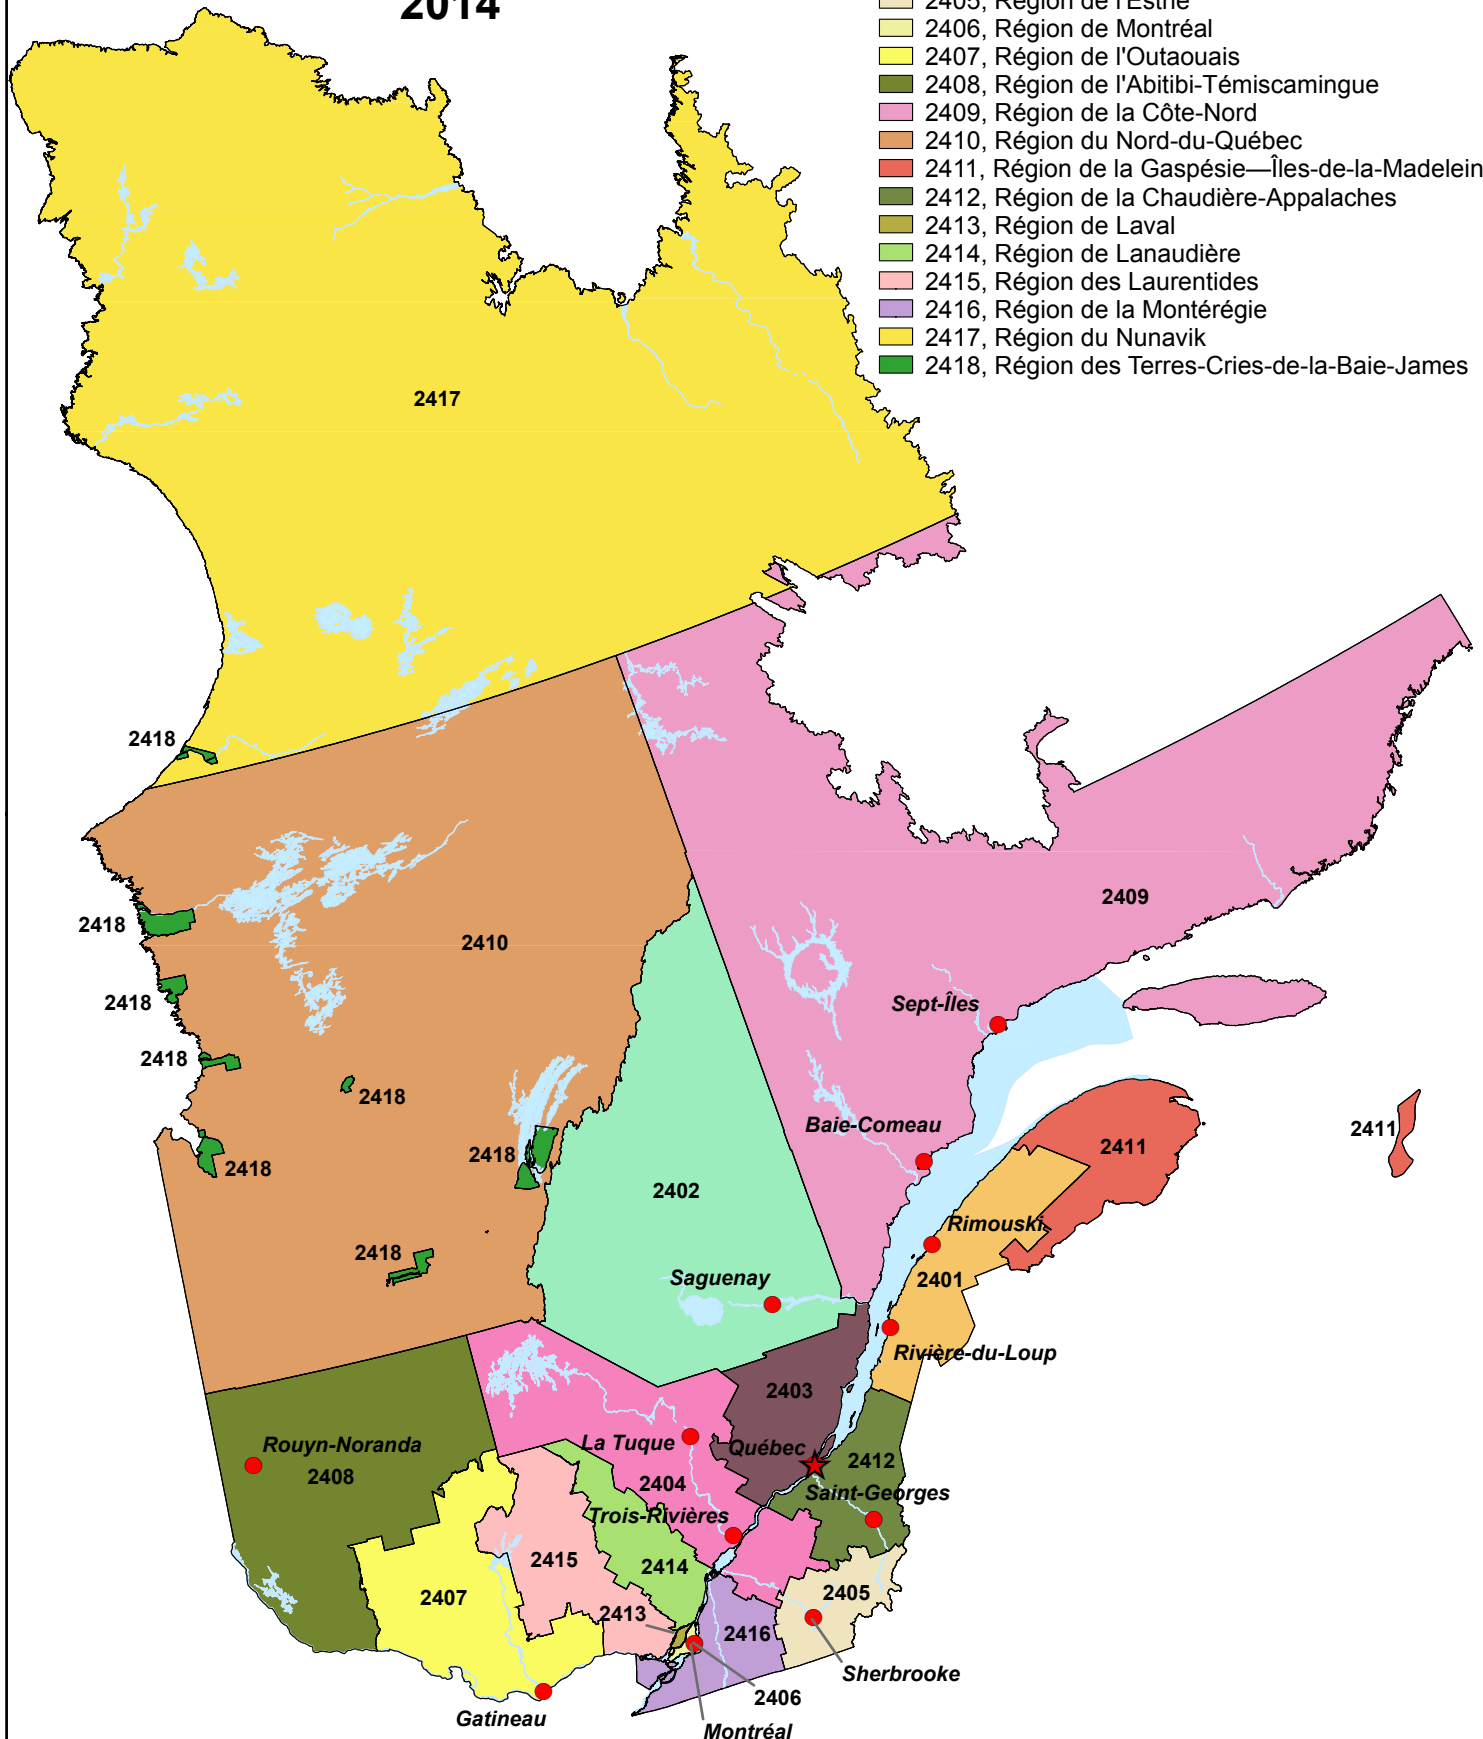 2014
2405, Région de l'Estrie
2406, Région de Montréal
2407, Région de l'Outaouais
2408, Région de l'Abitibi-Témiscamingue
2409, Région de la Côte-Nord
2410, Région du Nord-du-Québec
2411, Région de la Gaspésie—Îles-de-la-Madelein
2412, Région de la Chaudière-Appalaches
2413, Région de Laval
2414, Région de Lanaudière
2415, Région des Laurentides
2416, Région de la Montérégie
2417, Région du Nunavik
2418, Région des Terres-Cries-de-la-Baie-James
2417
2418
2409
2418
2410
2418
Sept-Îles
2418
2418
Baie-Comeau
2411
2411
2418
2418
2402
Rimouski
2418
Saguenay
2401
Rivière-du-Loup
2403
Rouyn-Noranda
La Tuque
Québec
2412
2408
2404
Saint-Georges
Trois-Rivières
2415
2414
2407
2405
2413
2416
Sherbrooke
2406
Gatineau
Montréal